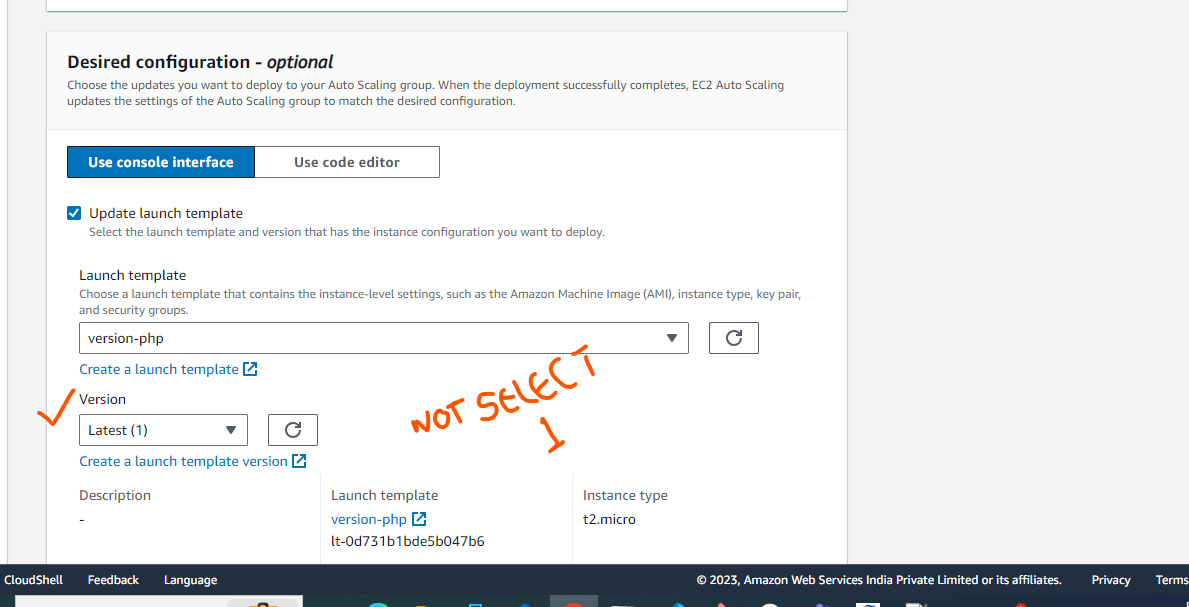 Desired configuration - optional
Choose the updates you want to deploy to your Auto Scaling group. When the deployment successfully completes, EC2 Auto Scaling
updates the settings of the Auto Scaling group to match the desired configuration.
Use console interface
Use code editor
Update launch template
Select the launch template and version that has the instance configuration you want to deploy.
Launch template
Choose a launch template that contains the instance-level settings, such as the Amazon Machine Image (AMI), instance type, key pair,
and security groups.
version-php
Create a launch template
NOT SELECT
1
Version
Latest (1)
Create a launch template version
Description
-
Launch template
version-php
lt-0d731b1bde5b047b6
Instance type
t2.micro
CloudShell Feedback Language © 2023, Amazon Web Services India Private Limited or its affiliates. Privacy Terms